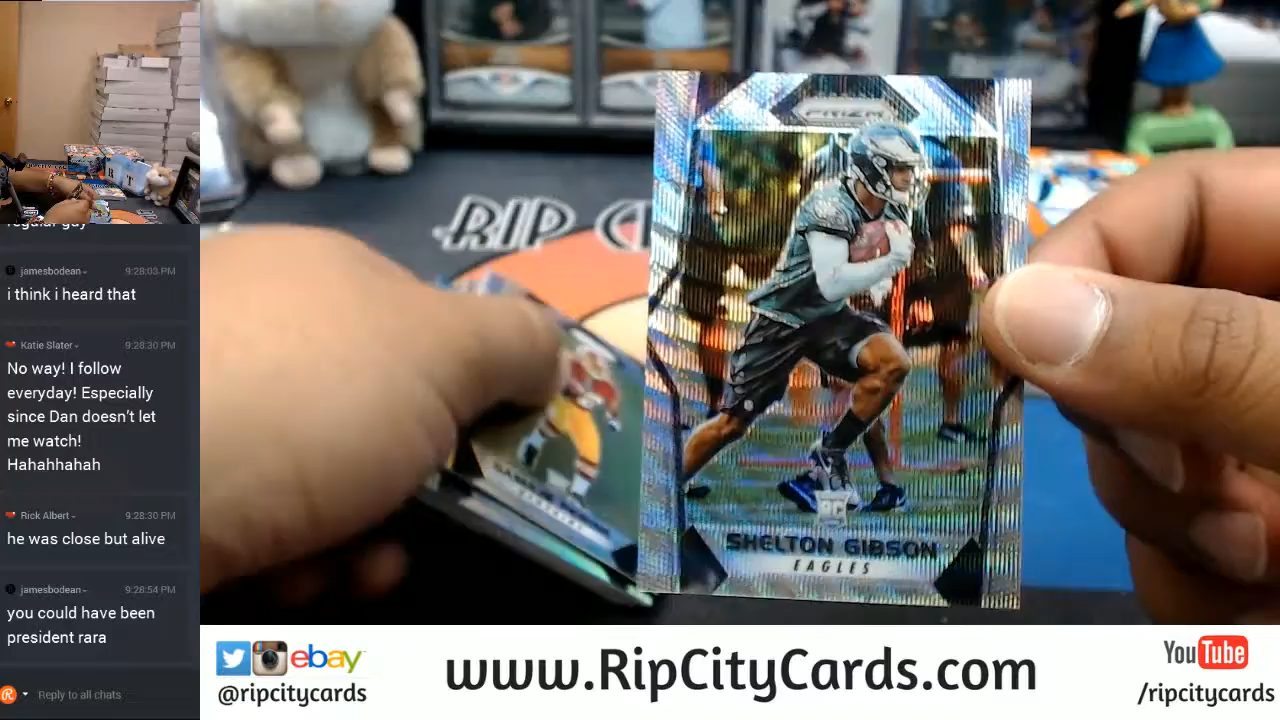 regular guy
jamesbodean
9:28:03 PM
i think i heard that
Katie Slater
9:28:30 PM
No way! I follow
everyday! Especially
since Dan doesn't let
me watch!
Hahahhahah
Rick Albert
9:28:30 PM
he was close but alive
jamesbodean
9:28:54 PM
you could have been
president rara
Reply to all chats
RIP CI
PRIZM
RC
SHELTON GIBSON
EAGLES
ebay
@ripcitycards
www.RipCityCards.com
YouTube
/ripcitycards